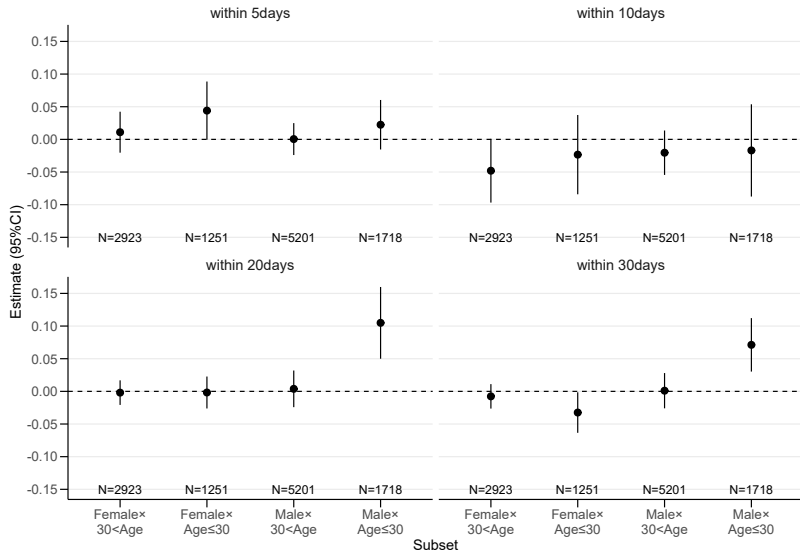 within 5days
within 10days
0.15
0.10
0.05
0.00
-0.05
-0.10
-0.15
N=2923 N=1251 N=5201 N=1718
N=2923 N=1251 N=5201 N=1718
Estimate (95%CI)
within 20days
within 30days
0.15
0.10
0.05
0.00
-0.05
-0.10
-0.15
N=2923 N=1251 N=5201 N=1718
N=2923 N=1251 N=5201 N=1718
Female× Female× Male× Male×
30<Age Age≤30 30<Age Age≤30
Female× Female× Male× Male×
30<Age Age≤30 30<Age Age≤30
Subset